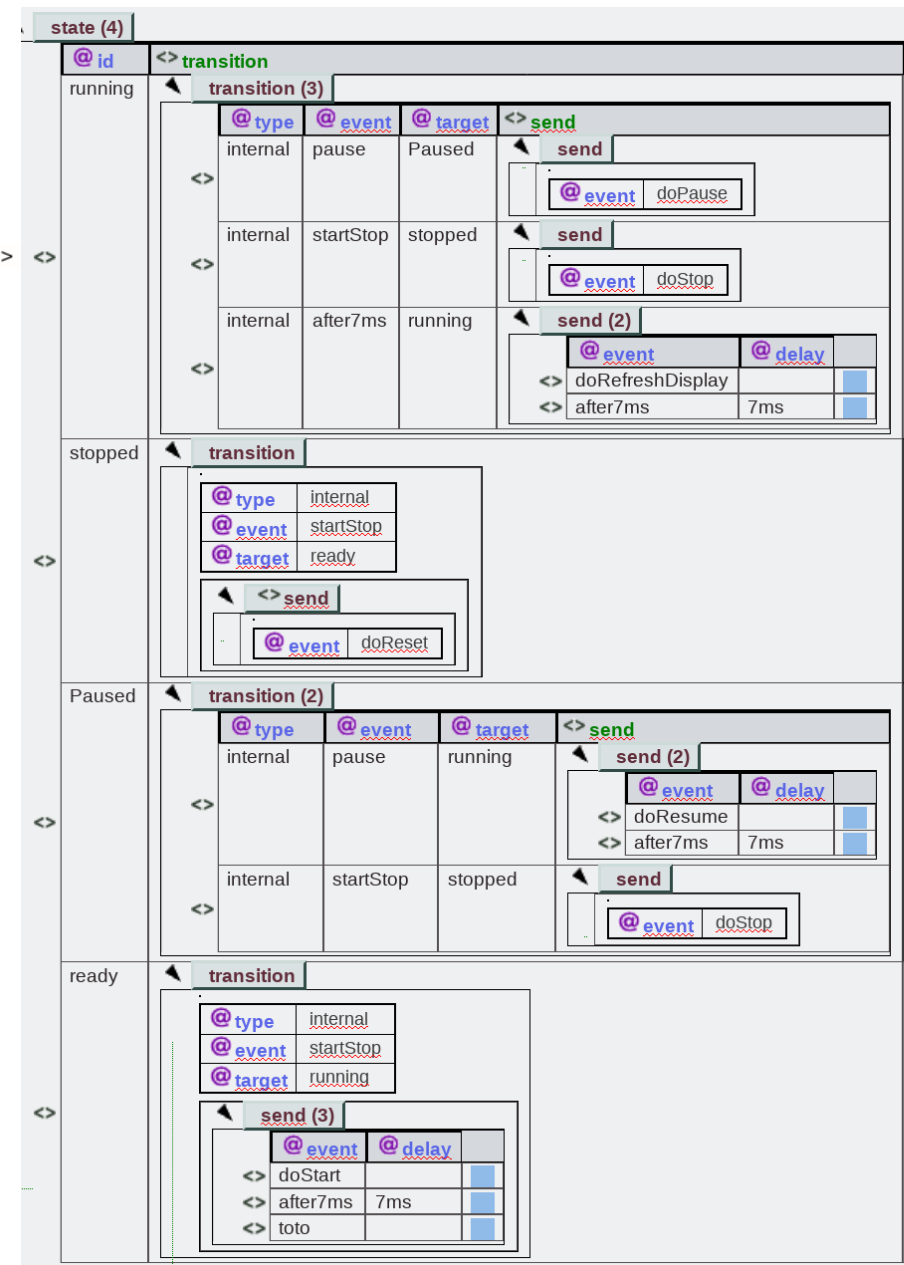 state (4)
@ id <> transition
running transition (3)
@ type @ event @ target <> send
internal pause Paused send
<>
@ event doPause
internal startStop stopped send
> <> <>
@ event doStop
internal after7ms running send (2)
@ event @ delay
<>
<> doRefreshDisplay
<> after7ms 7ms
stopped transition
@ type internal
@ event startStop
@ target ready
<>
<> send
@ event doReset
Paused transition (2)
@ type @ event @ target <> send
internal pause running send (2)
@ event @ delay
<>
<> <> doResume
<> after7ms 7ms
internal startStop stopped send
<>
@ event doStop
ready transition
@ type internal
@ event startStop
@ target running
<> send (3)
@ event @ delay
<> doStart
<> after7ms 7ms
<> toto